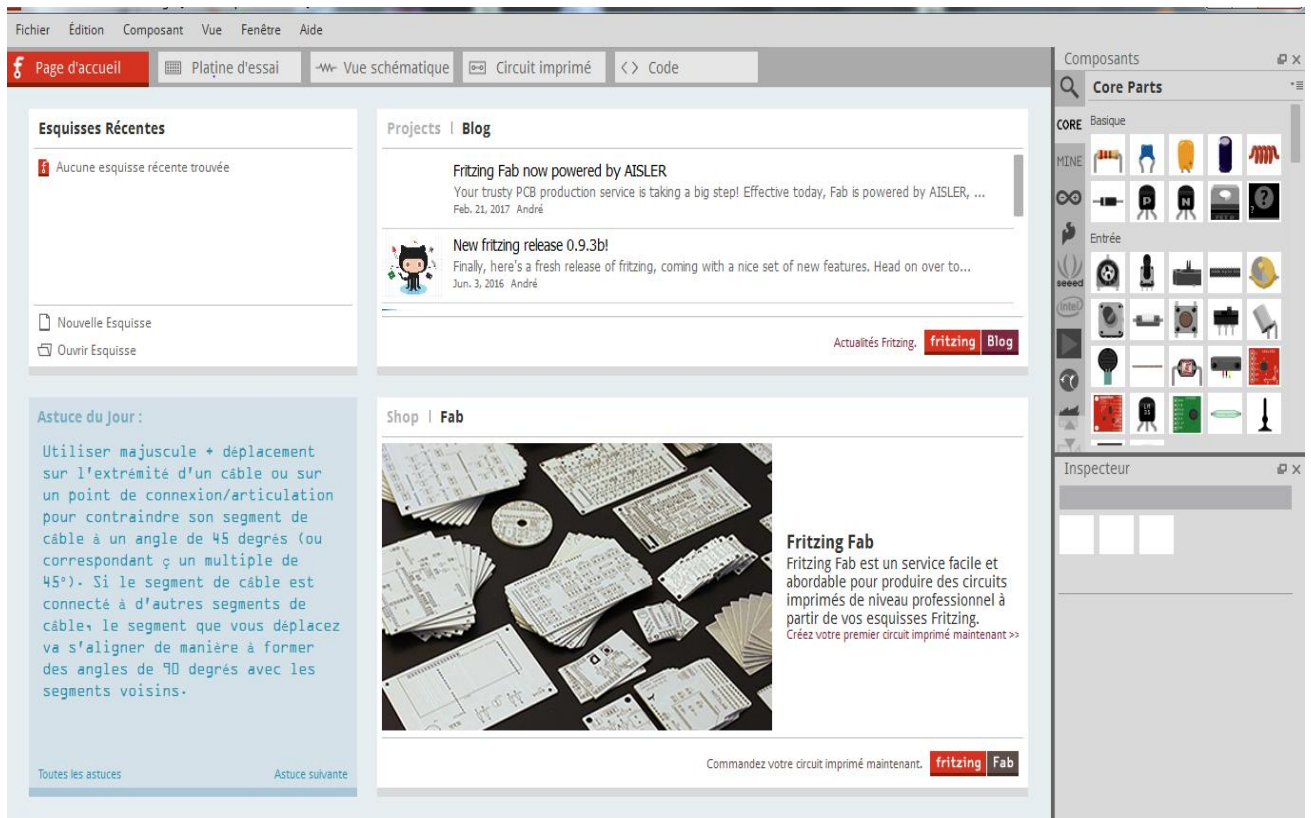 Fichier Édition Composant Vue Fenêtre Aide
Page d'accueil Platine d'essai Vue schématique Circuit imprimé <> Code
Esquisses Récentes
Aucune esquisse récente trouvée
Nouvelle Esquisse
Ouvrir Esquisse
Projects | Blog
Fritzing Fab now powered by AISLER
Your trusty PCB production service is taking a big step! Effective today, Fab is powered by AISLER, ...
Feb. 21, 2017 André
New fritzing release 0.9.3b!
Finally, here's a fresh release of fritzing, coming with a nice set of new features. Head on over to...
Jun. 3, 2016 André
Actualités Fritzing. fritzing Blog
Astuce du Jour :
Utiliser majuscule + déplacement
sur l'extrémité d'un câble ou sur
un point de connexion/articulation
pour contraindre son segment de
câble à un angle de 45 degrés (ou
correspondant ç un multiple de
45°). Si le segment de câble est
connecté à d'autres segments de
câble, le segment que vous déplacez
va s'aligner de manière à former
des angles de 90 degrés avec les
segments voisins.
Toutes les astuces Astuce suivante
Shop | Fab
Fritzing Fab
Fritzing Fab est un service facile et
abordable pour produire des circuits
imprimés de niveau professionnel à
partir de vos esquisses Fritzing.
Créez votre premier circuit imprimé maintenant >>
Commandez votre circuit imprimé maintenant. fritzing Fab
Composants
Core Parts
CORE
Basique
MINE
P
N
?
Entrée
seeed
intel
Inspecteur